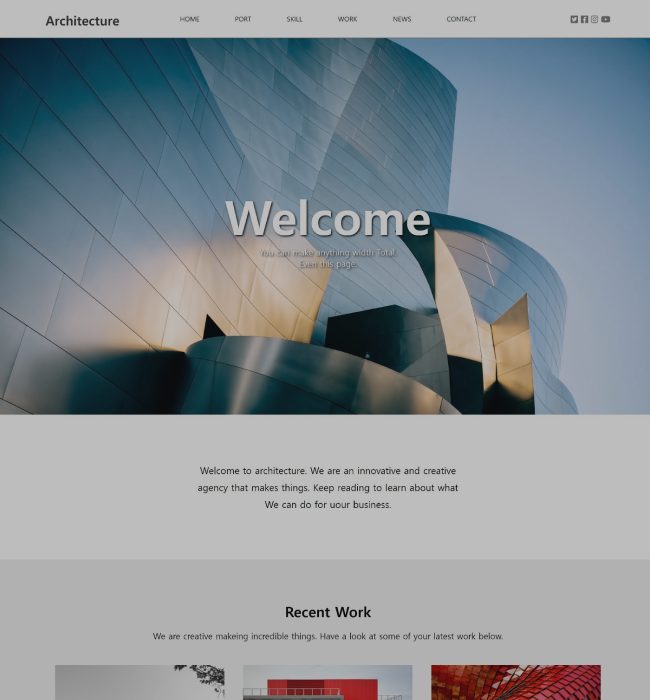 Architecture
HOME PORT SKILL WORK NEWS CONTACT
Welcome
You can make anything width Total.
Even this page.
Welcome to architecture. We are an innovative and creative
agency that makes things. Keep reading to learn about what
We can do for uour business.
Recent Work
We are creative makeing incredible things. Have a look at some of your latest work below.